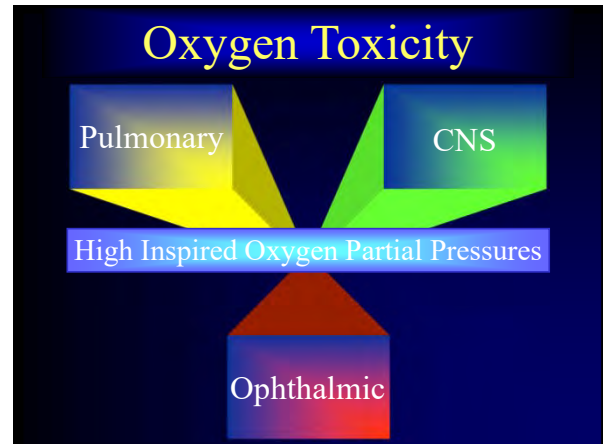 Oxygen Toxicity
Pulmonary
CNS
High Inspired Oxygen Partial Pressures
Ophthalmic